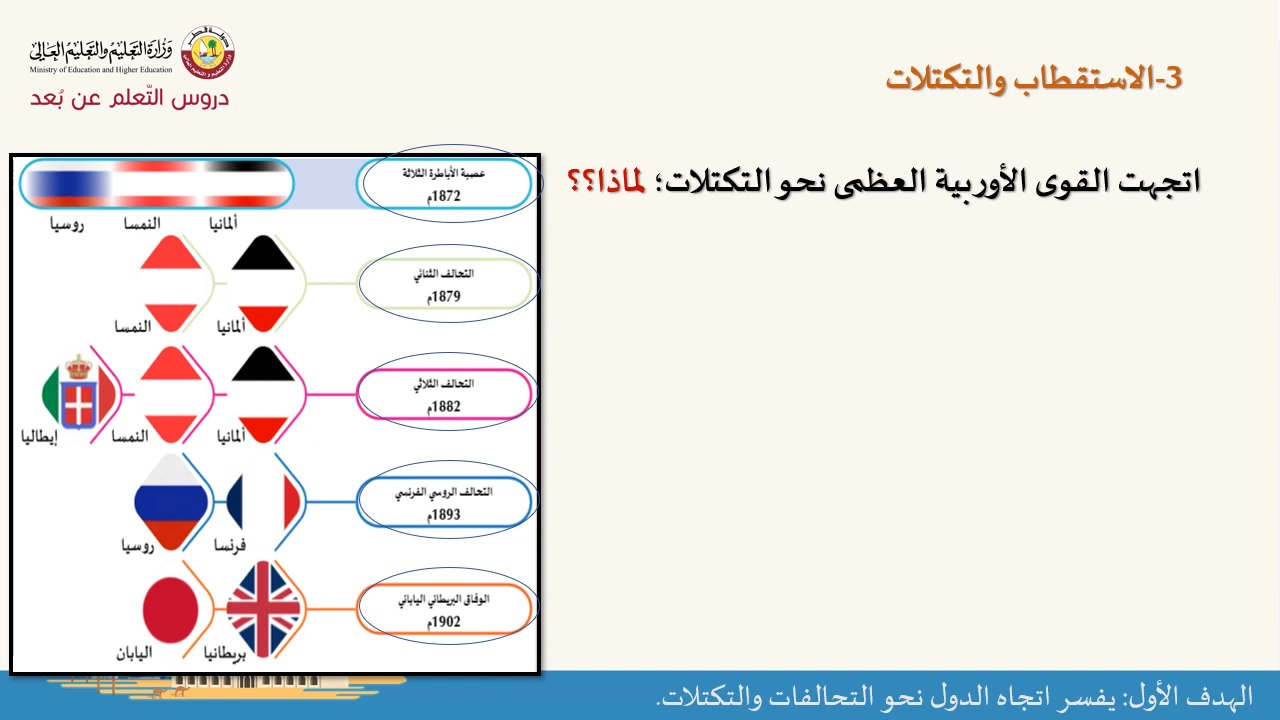 وزارة التعليم والتعليم العالي
Ministry of Education and Higher Education
دروس التّعلم عن بُعد
3-الاستقطاب والتكتلات
اتجهت القوى الأوربية العظمى نحو التكتلات؛ لماذا؟؟
عصبة الأباطرة الثلاثة
1872م
ألمانيا النمسا روسيا
التحالف الثنائي
1879م
ألمانيا النمسا
التحالف الثلاثي
1882م
ألمانيا النمسا إيطاليا
التحالف الروسي الفرنسي
1893م
فرنسا روسيا
الوفاق البريطاني الياباني
1902م
بريطانيا اليابان
الهدف الأول: يفسر اتجاه الدول نحو التحالفات والتكتلات.